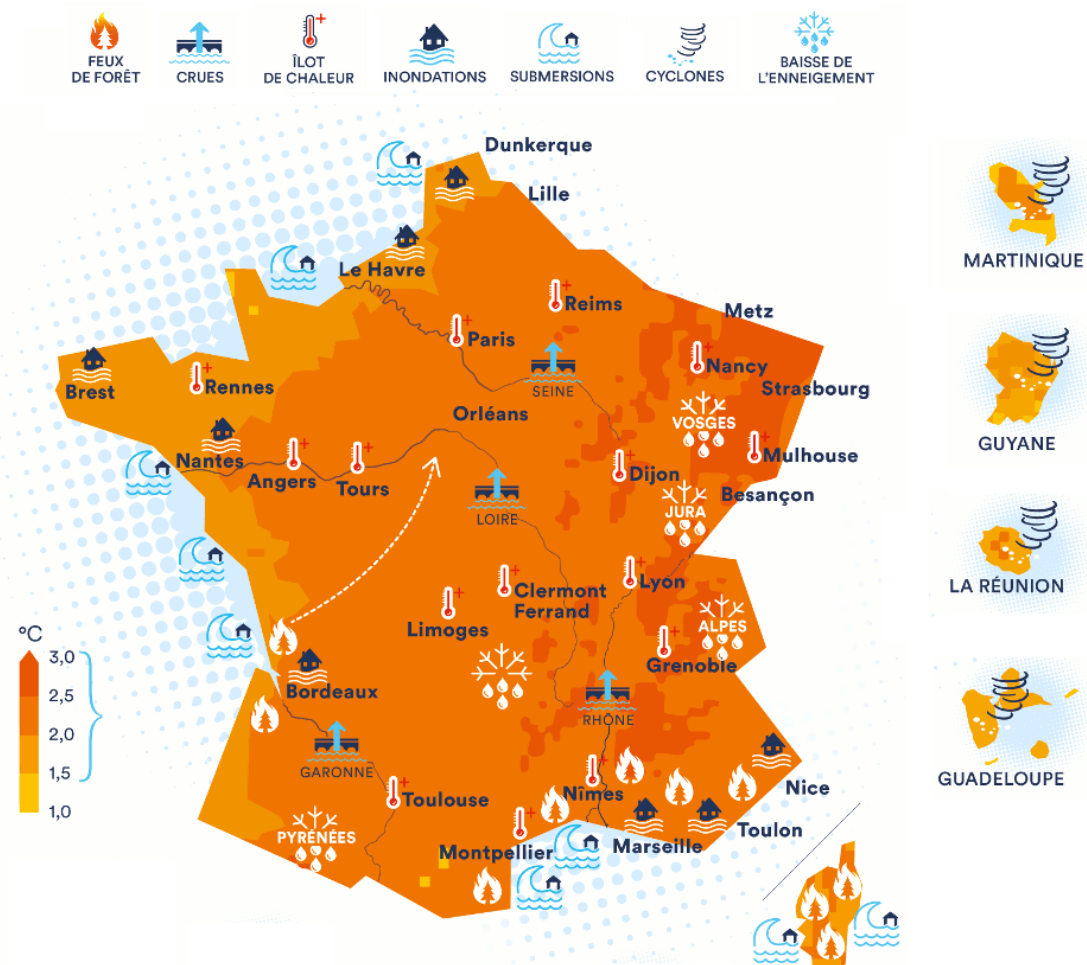 FEUX
DE FORÊT
CRUES
ÎLOT
DE CHALEUR
INONDATIONS
SUBMERSIONS
CYCLONES
BAISSE DE
L'ENNEIGEMENT
Dunkerque
Lille
Le Havre
Reims
Metz
Paris
Nancy
Brest
Rennes
Strasbourg
SEINE
Orléans
VOSGES
Nantes
Mulhouse
Angers
Tours
Dijon
Besançon
LOIRE
JURA
Lyon
Clermont
Ferrand
Limoges
ALPES
Grenoble
Bordeaux
RHÔNE
GARONNE
Nîmes
Nice
Toulouse
Toulon
PYRÉNÉES
Montpellier
Marseille
°C
3,0
2,5
2,0
1,5
1,0
MARTINIQUE
GUYANE
LA RÉUNION
GUADELOUPE